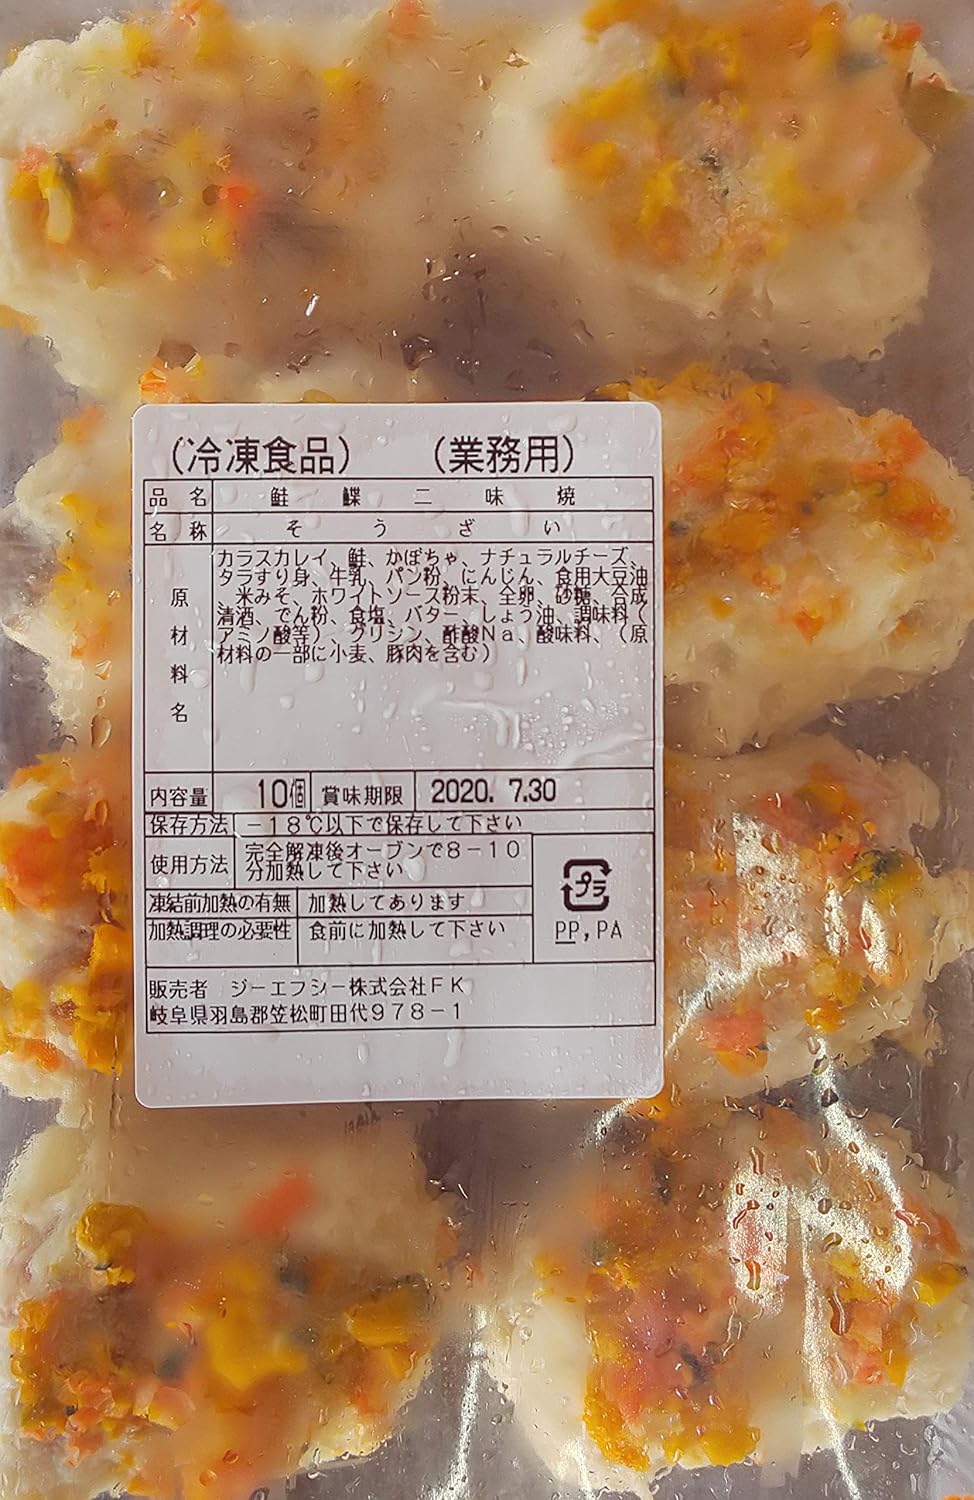 (冷凍食品) (業務用)
品名 鮭鰈二味焼
名称 そうざい
原材料名
カラスカレイ、鮭、かぼちゃ、ナチュラルチーズ、
タラすり身、牛乳、パン粉、にんじん、食用大豆油
、米みそ、ホワイトソース粉末、全卵、砂糖、合成
清酒、でん粉、食塩、バター、しょう油、調味料(
アミノ酸等)、グリシン、酢酸Na、酸味料、(原
材料の一部に小麦、豚肉を含む)
内容量 10個 賞味期限 2020. 7.30
保存方法 -18℃以下で保存して下さい
使用方法 完全解凍後オーブンで8-10
分加熱して下さい
凍結前加熱の有無 加熱してあります
加熱調理の必要性 食前に加熱して下さい
プラ
PP,PA
販売者 ジーエフシー株式会社FK
岐阜県羽島郡笠松町田代978-1